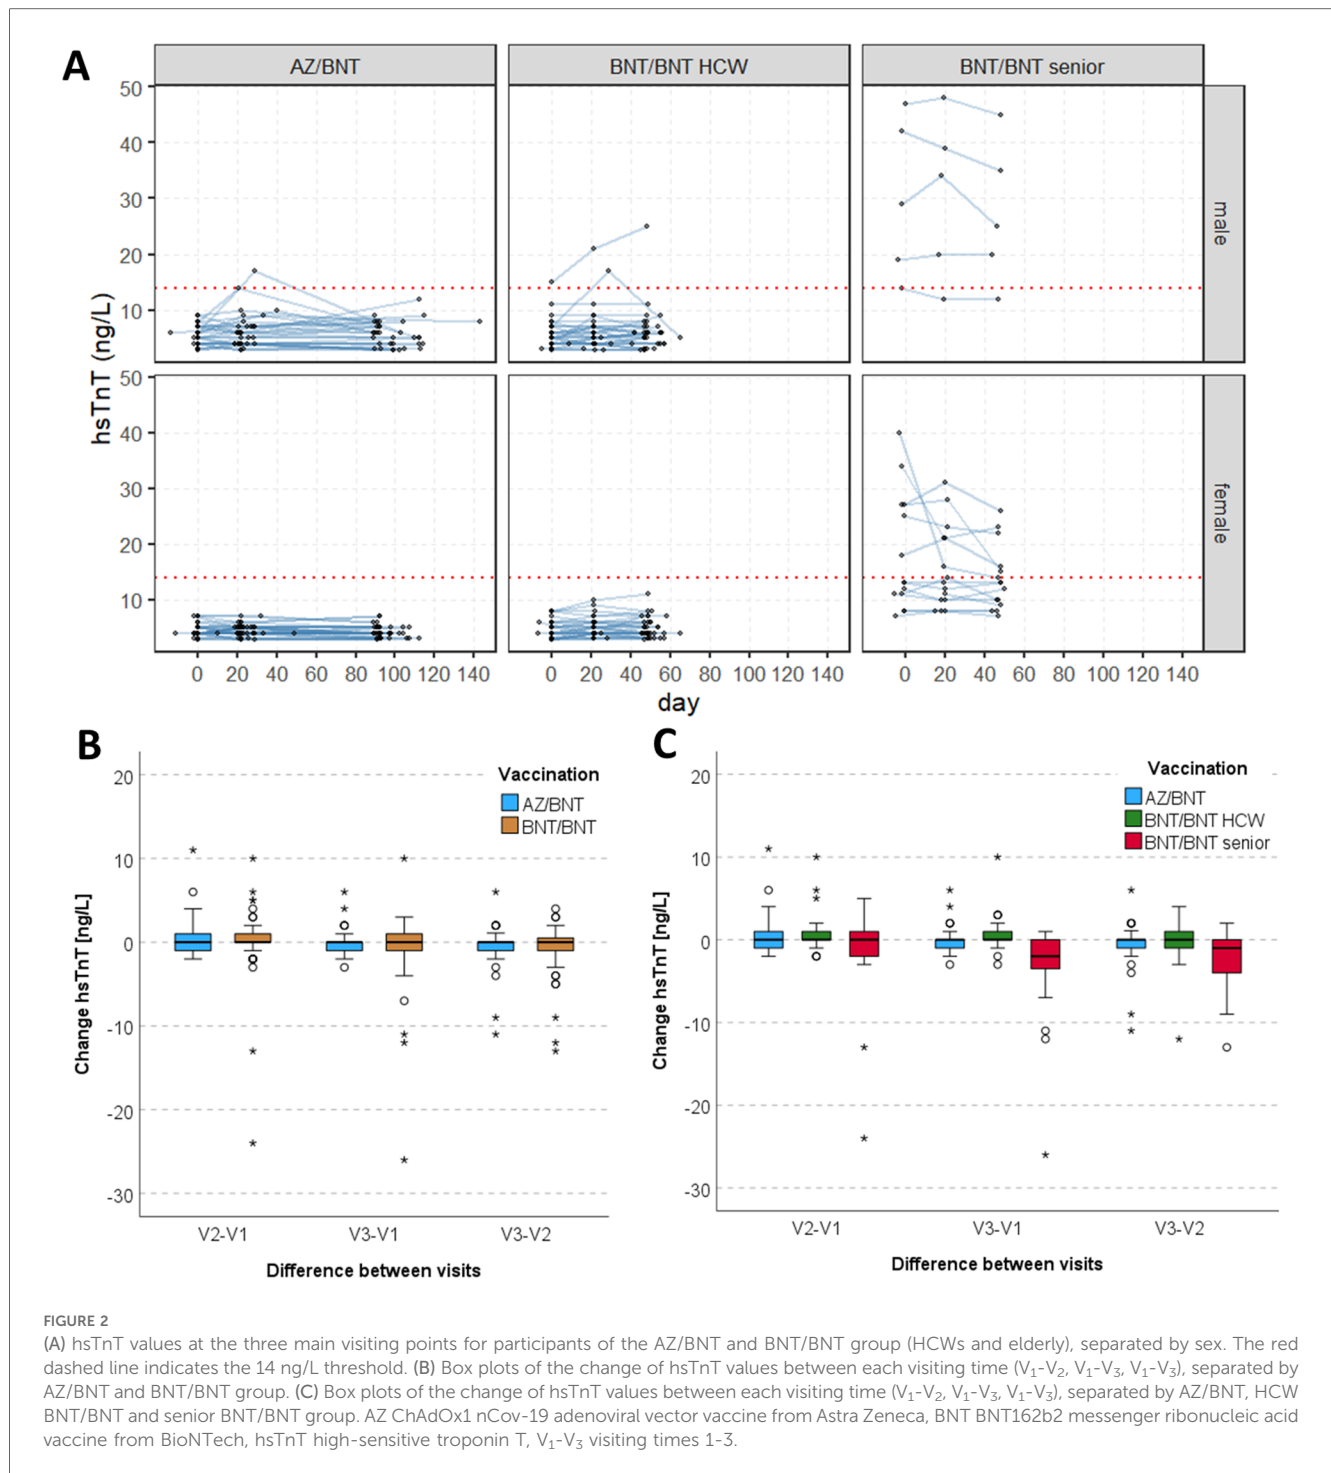 A
AZ/BNT
BNT/BNT HCW
BNT/BNT senior
hsTnT (ng/L)
50
40
30
20
10
male
50
40
30
20
10
female
0 20 40 60 80 100 120 140
0 20 40 60 80 100 120 140
0 20 40 60 80 100 120 140
day
B
Vaccination
AZ/BNT
BNT/BNT
Change hsTnT [ng/L]
20
10
0
-10
-20
-30
V2-V1
V3-V1
V3-V2
Difference between visits
C
Vaccination
AZ/BNT
BNT/BNT HCW
BNT/BNT senior
Change hsTnT [ng/L]
20
10
0
-10
-20
-30
V2-V1
V3-V1
V3-V2
Difference between visits
FIGURE 2
(A) hsTnT values at the three main visiting points for participants of the AZ/BNT and BNT/BNT group (HCWs and elderly), separated by sex. The red
dashed line indicates the 14 ng/L threshold. (B) Box plots of the change of hsTnT values between each visiting time (V₁-V₂, V₁-V₃, V₁-V₃), separated by
AZ/BNT and BNT/BNT group. (C) Box plots of the change of hsTnT values between each visiting time (V₁-V₂, V₁-V₃, V₁-V₃), separated by AZ/BNT, HCW
BNT/BNT and senior BNT/BNT group. AZ ChAdOx1 nCov-19 adenoviral vector vaccine from Astra Zeneca, BNT BNT162b2 messenger ribonucleic acid
vaccine from BioNTech, hsTnT high-sensitive troponin T, V₁-V₃ visiting times 1-3.